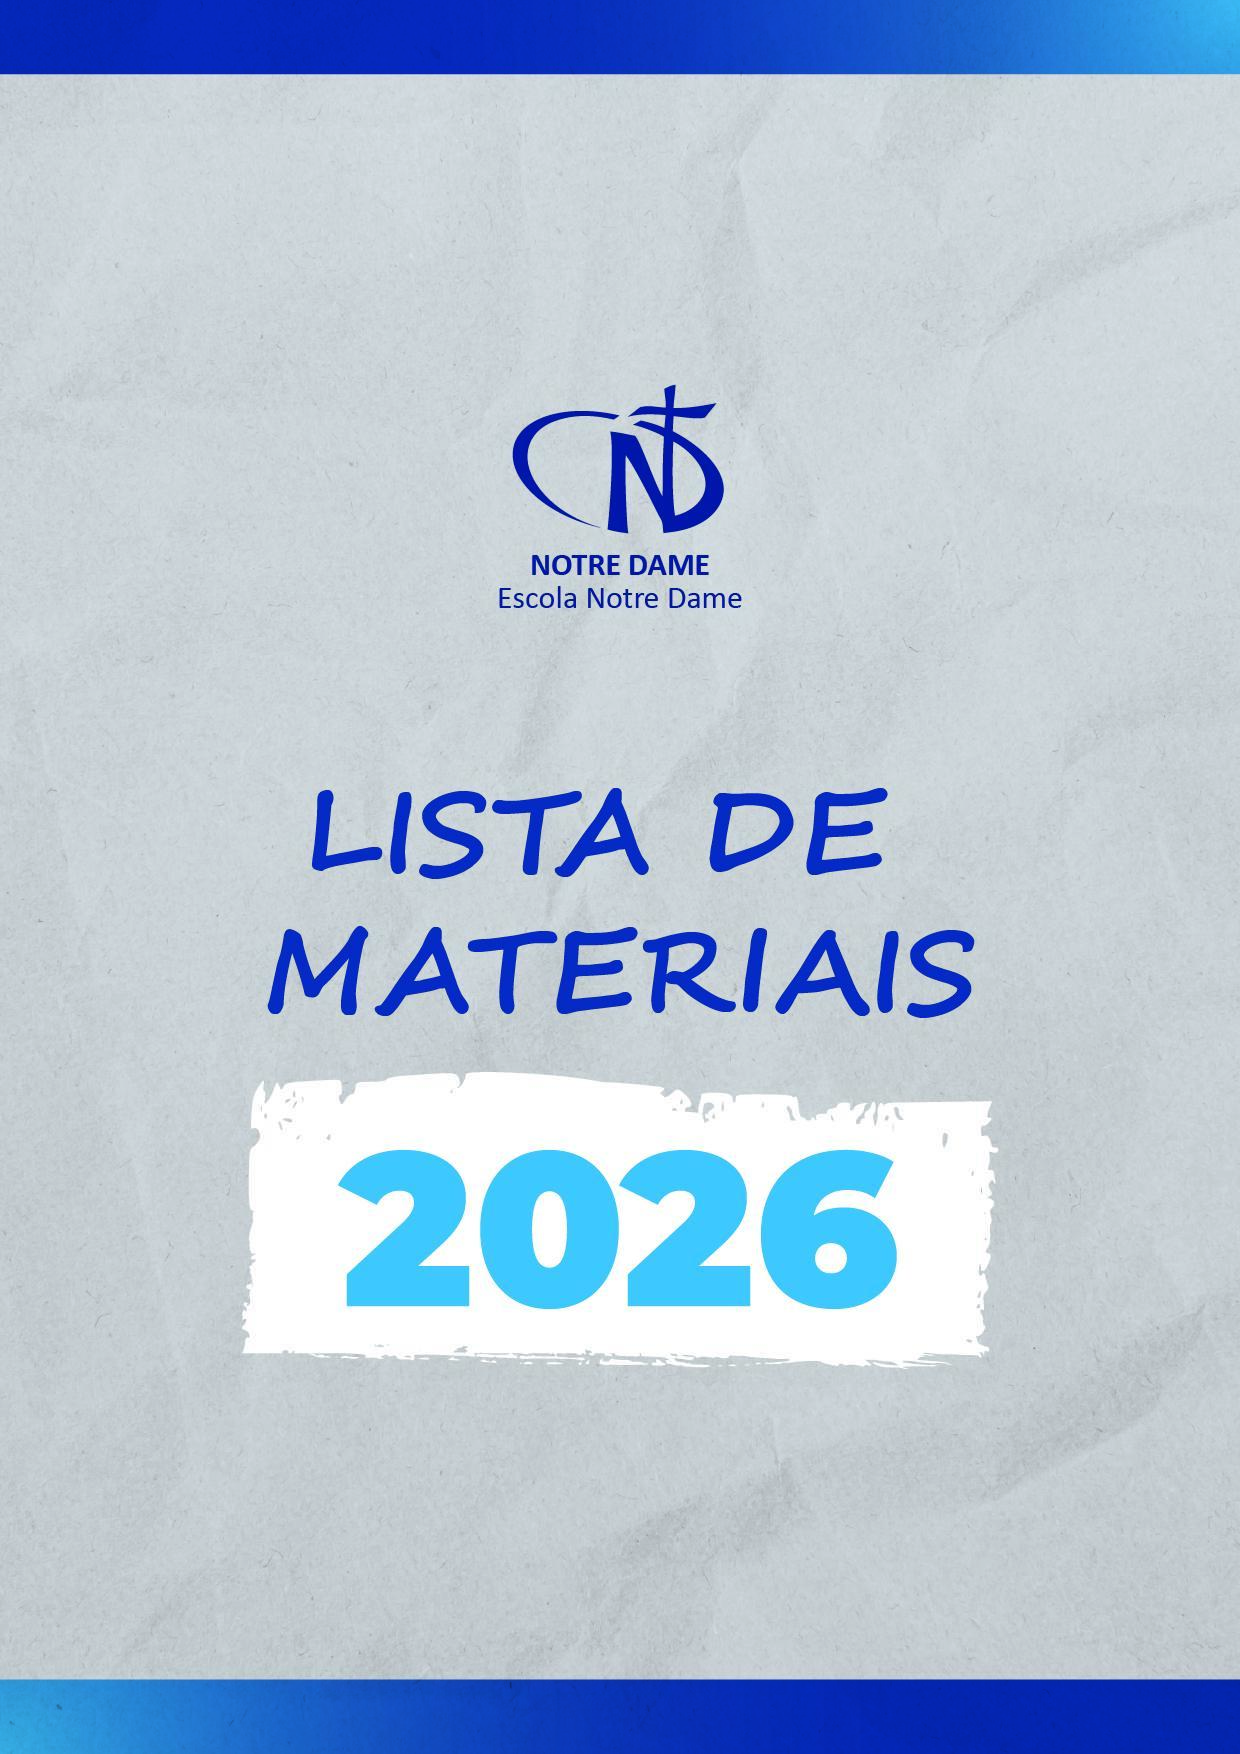 NOTRE DAME
Escola Notre Dame
LISTA DE
MATERIAIS
2026